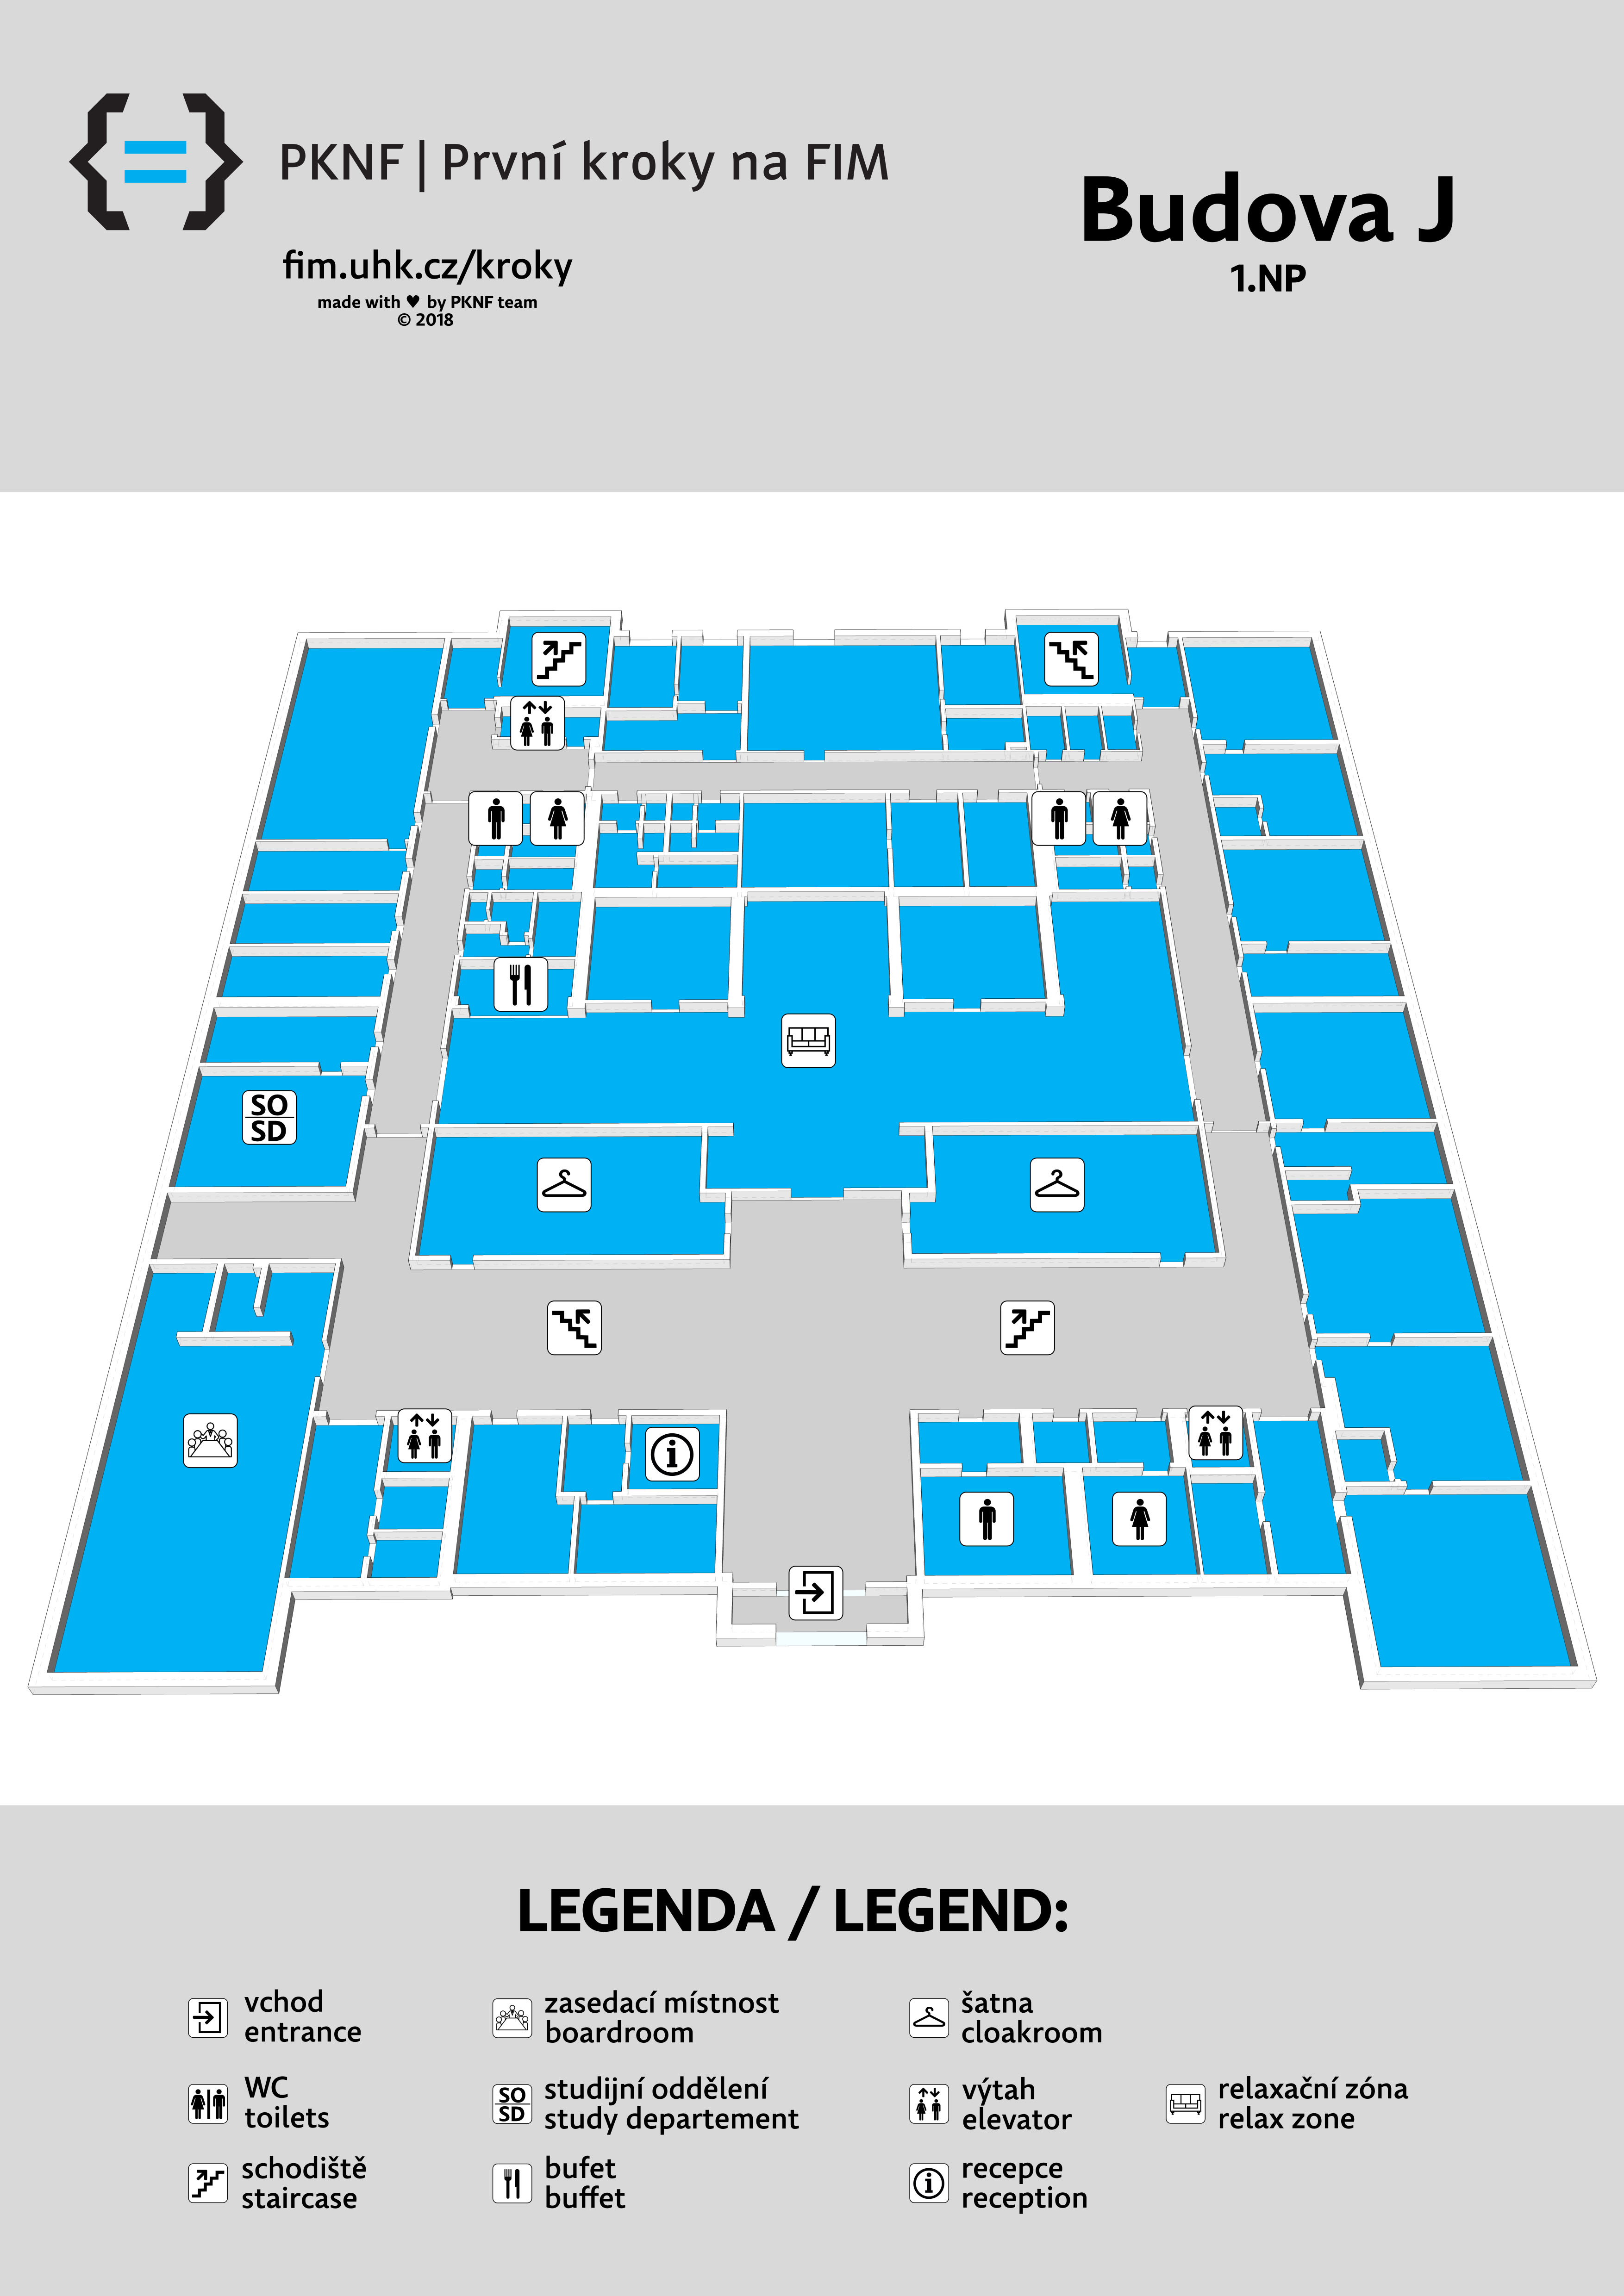 PKNF | První kroky na FIM
fim.uhk.cz/kroky
made with ♥ by PKNF team
© 2018
Budova J
1.NP
SO
SD
i
LEGENDA / LEGEND:
vchod
entrance
WC
toilets
schodiště
staircase
zasedací místnost
boardroom
SO
SD
studijní oddělení
study departement
bufet
buffet
šatna
cloakroom
výtah
elevator
i
recepce
reception
relaxační zóna
relax zone